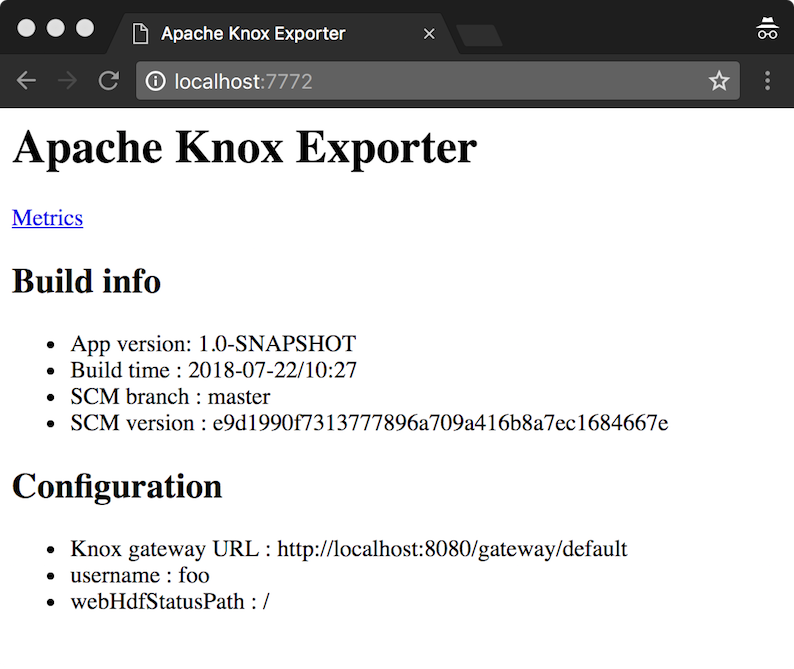 Apache Knox Exporter
localhost:7772
Apache Knox Exporter
Metrics
Build info
App version: 1.0-SNAPSHOT
Build time : 2018-07-22/10:27
SCM branch : master
SCM version : e9d1990f7313777896a709a416b8a7ec1684667e
Configuration
Knox gateway URL : http://localhost:8080/gateway/default
username : foo
webHdfStatusPath : /